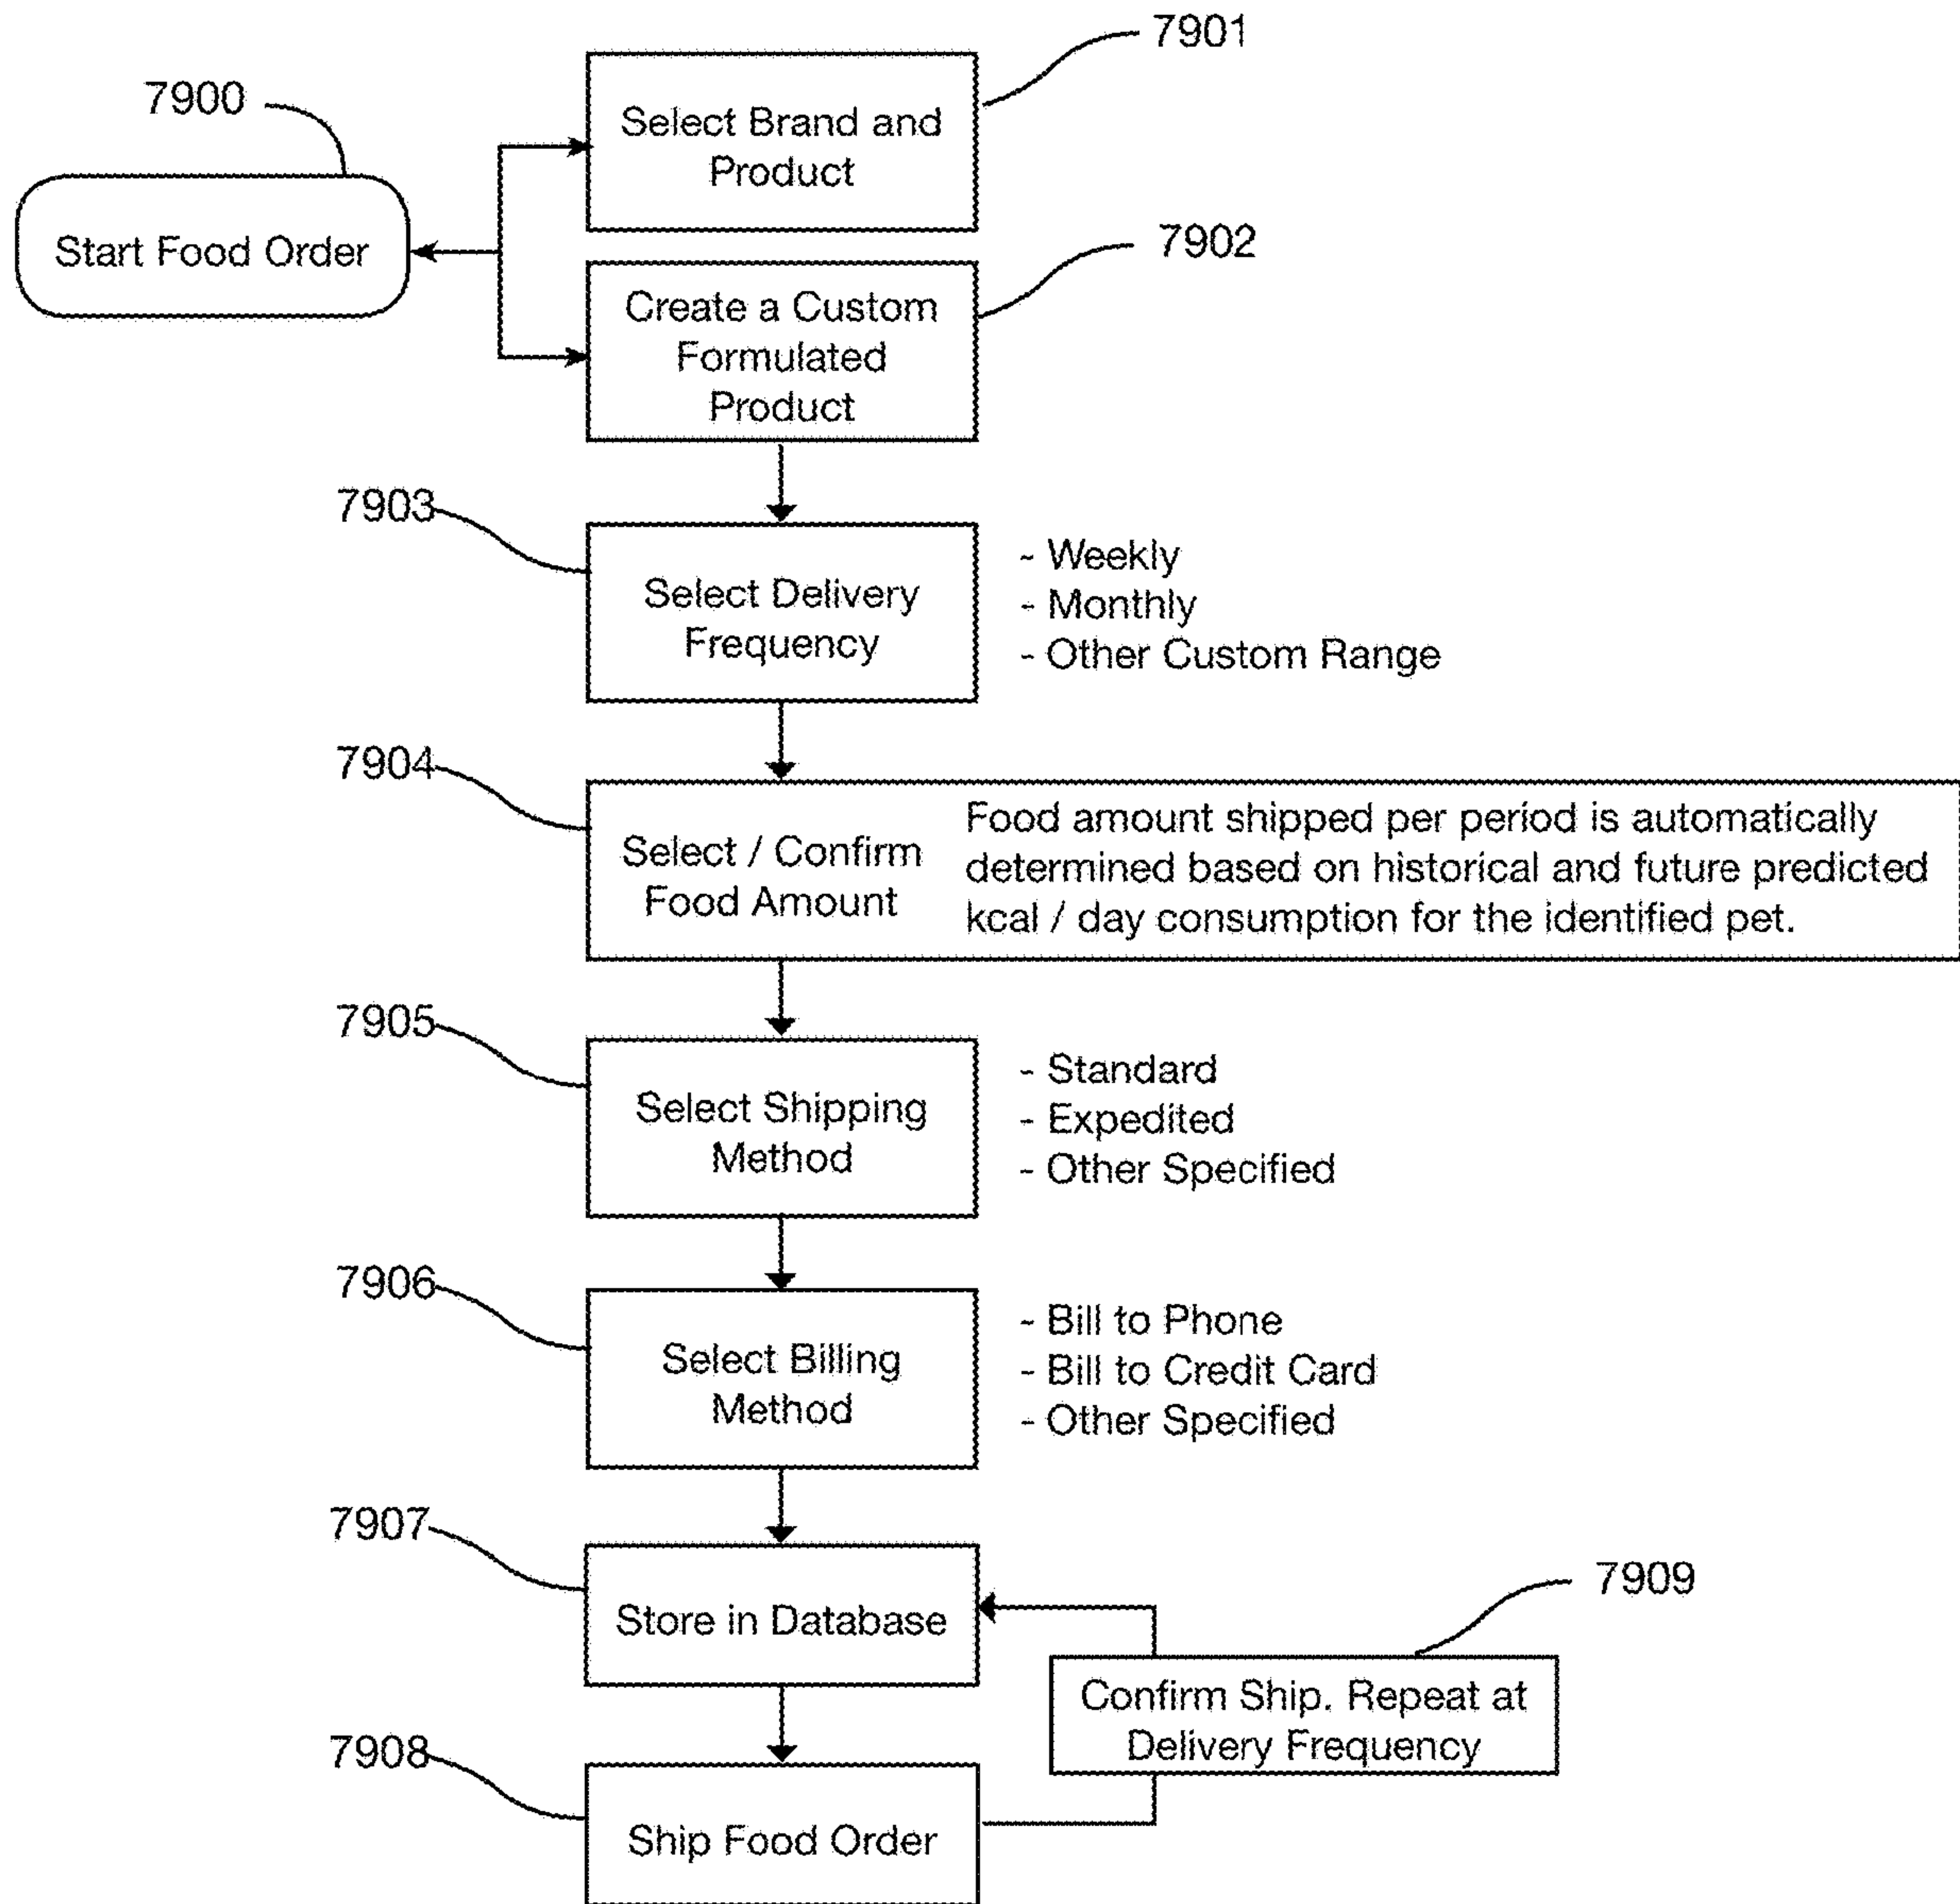 7901
7900
Select Brand and
Product
Start Food Order
7902
Create a Custom
Formulated
Product
7903
Select Delivery
Frequency
- Weekly
- Monthly
- Other Custom Range
7904
Select / Confirm
Food Amount
Food amount shipped per period is automatically
determined based on historical and future predicted
kcal / day consumption for the identified pet.
7905
Select Shipping
Method
- Standard
- Expedited
- Other Specified
7906
Select Billing
Method
- Bill to Phone
- Bill to Credit Card
- Other Specified
7907
Store in Database
7909
Confirm Ship. Repeat at
Delivery Frequency
7908
Ship Food Order